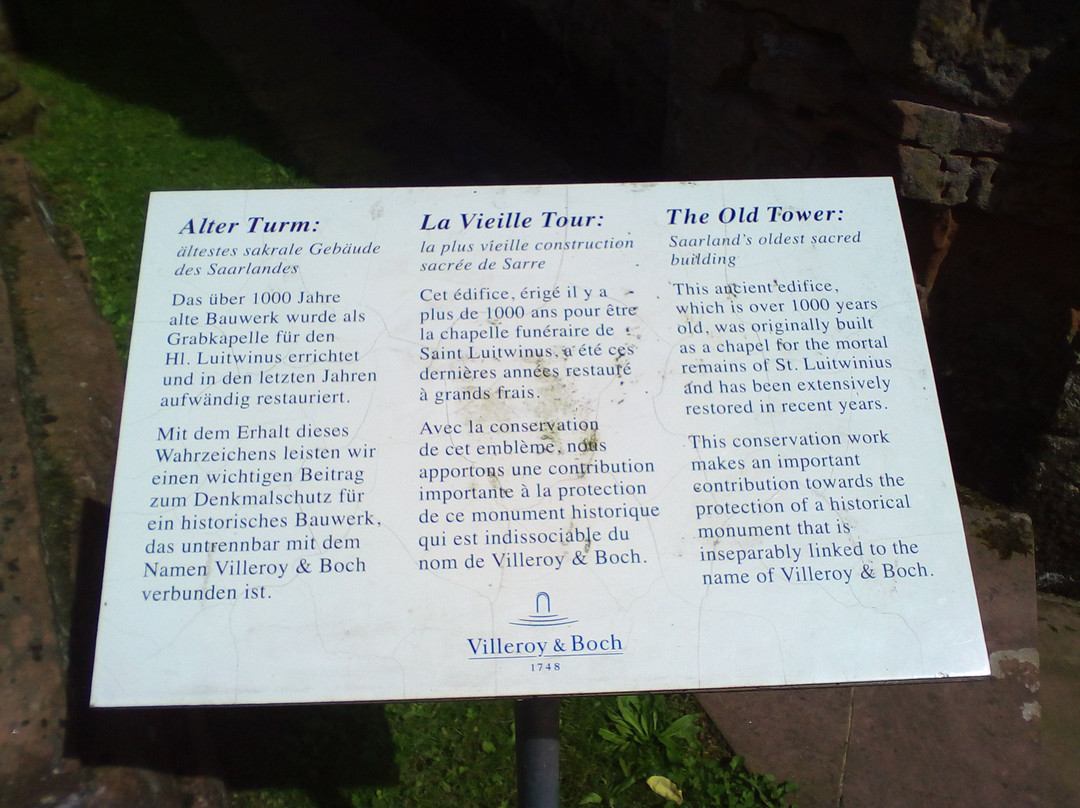 Alter Turm:
ältestes sakrale Gebäude
des Saarlandes
Das über 1000 Jahre
alte Bauwerk wurde als
Grabkapelle für den
Hl. Luitwinus errichtet
und in den letzten Jahren
aufwändig restauriert.
Mit dem Erhalt dieses
Wahrzeichens leisten wir
einen wichtigen Beitrag
zum Denkmalschutz für
ein historisches Bauwerk,
das untrennbar mit dem
Namen Villeroy & Boch
verbunden ist.
La Vieille Tour:
la plus vieille construction
sacrée de Sarre
Cet édifice, érigé il y a
plus de 1000 ans pour être
la chapelle funéraire de
Saint Luitwinus, a été ces
dernières années restauré
à grands frais.
Avec la conservation
de cet emblème, nous
apportons une contribution
importante à la protection
de ce monument historique
qui est indissociable du
nom de Villeroy & Boch.
The Old Tower:
Saarland's oldest sacred
building
This ancient edifice,
which is over 1000 years
old, was originally built
as a chapel for the mortal
remains of St. Luitwinius
and has been extensively
restored in recent years.
This conservation work
makes an important
contribution towards the
protection of a historical
monument that is
inseparably linked to the
name of Villeroy & Boch.
Villeroy & Boch
1748